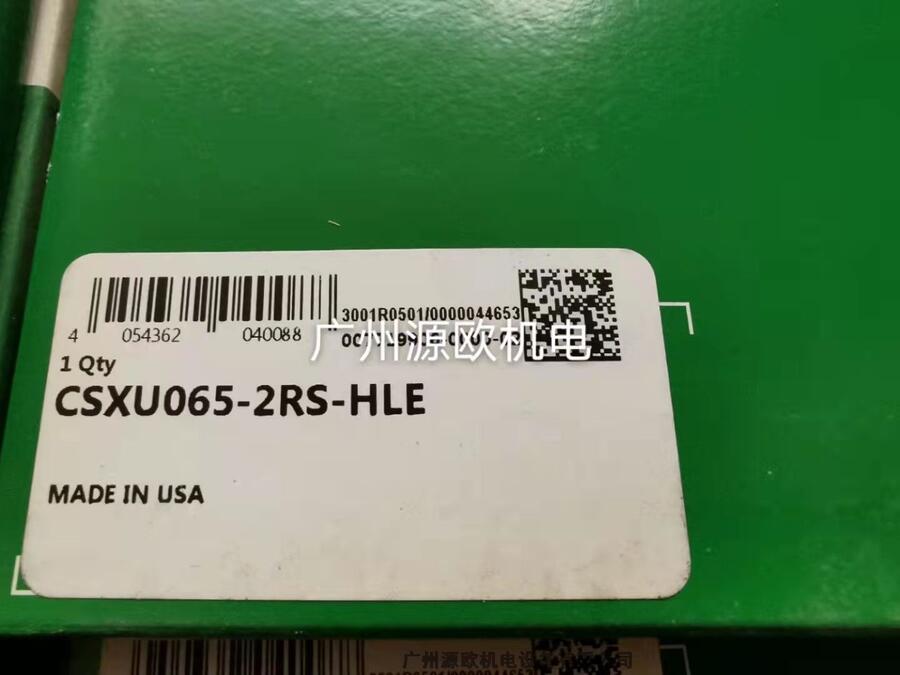 4 054362 040088
3001R0501/0000044653
广州源欧机电
1 Qty
CSXU065-2RS-HLE
MADE IN USA
广州源欧机电设